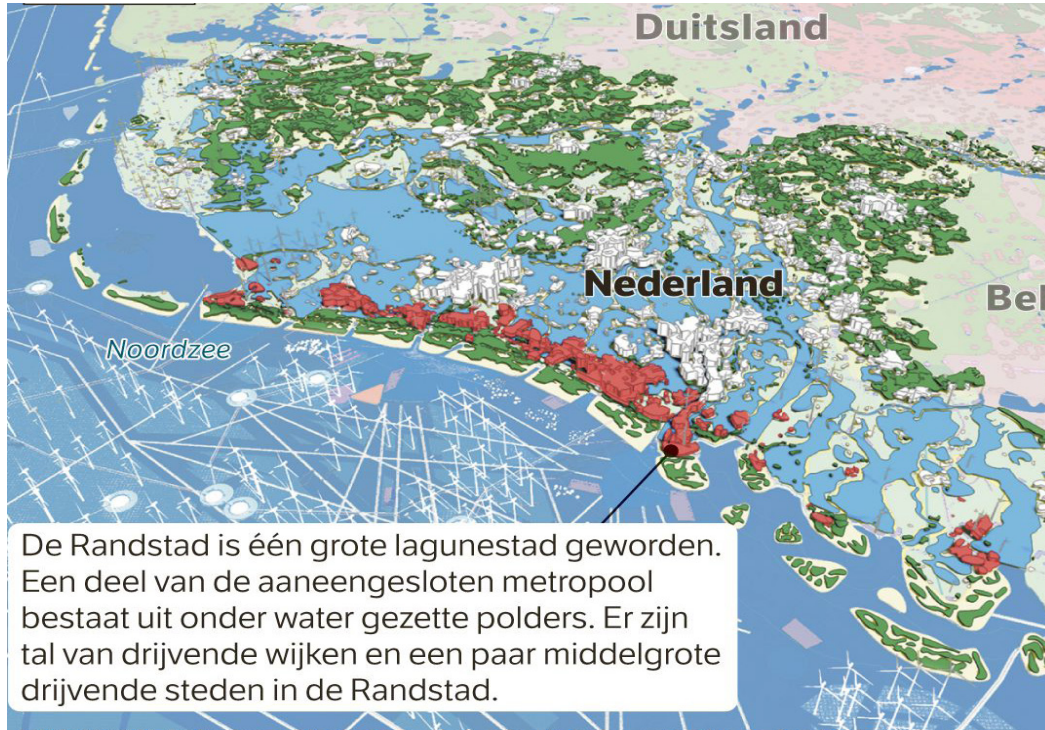 Duitsland
Nederland
Bel
Noordzee
De Randstad is één grote lagunestad geworden.
Een deel van de aaneengesloten metropool
bestaat uit onder water gezette polders. Er zijn
tal van drijvende wijken en een paar middelgrote
drijvende steden in de Randstad.